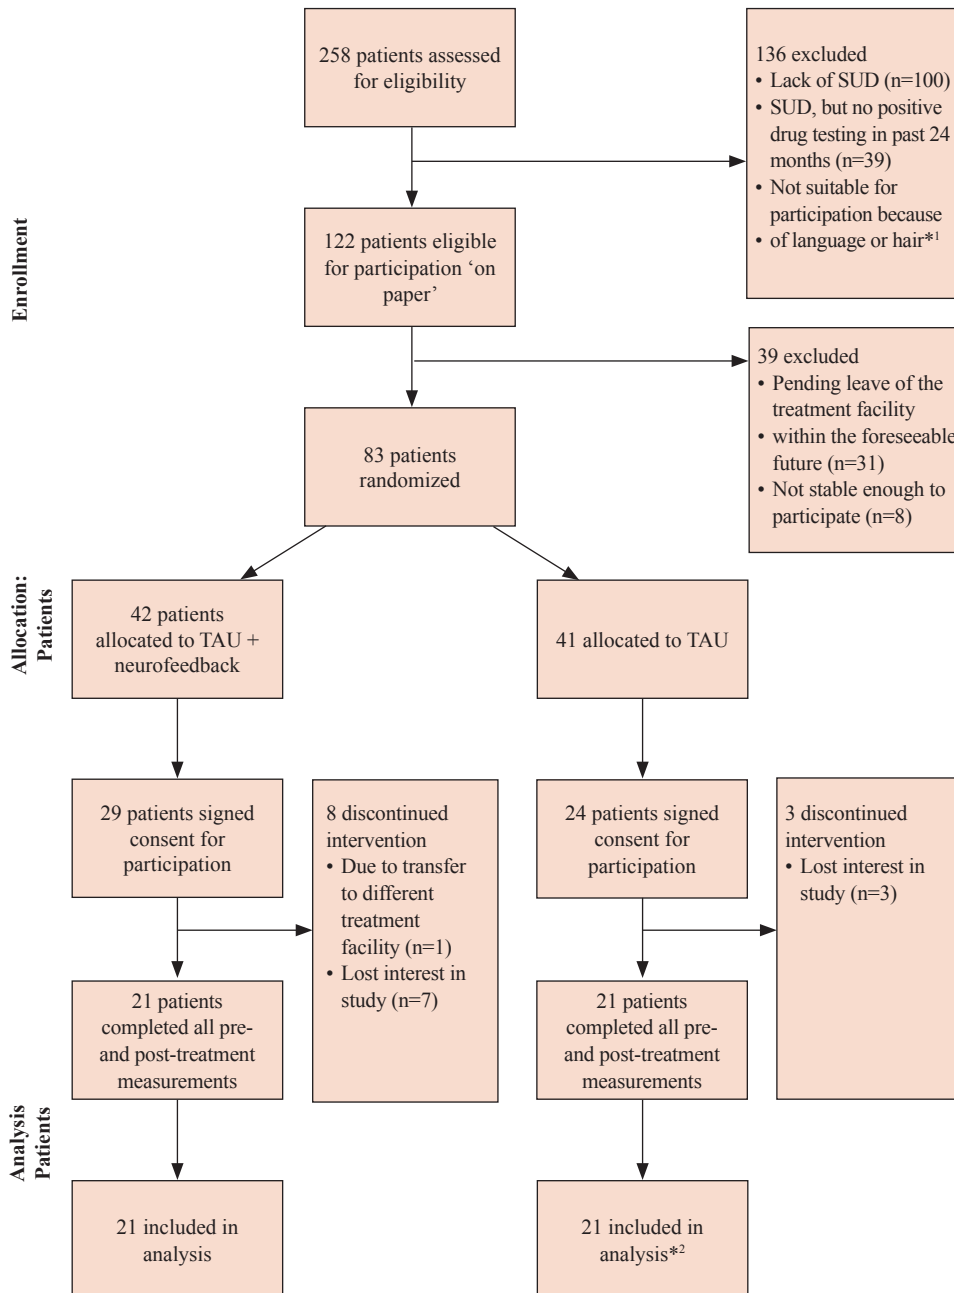 258 patients assessed
for eligibility
136 excluded
• Lack of SUD (n=100)
• SUD, but no positive
drug testing in past 24
months (n=39)
• Not suitable for
participation because
• of language or hair*1
Enrollment
122 patients eligible
for participation ‘on
paper’
39 excluded
• Pending leave of the
treatment facility
• within the foreseeable
future (n=31)
• Not stable enough to
participate (n=8)
83 patients
randomized
Allocation:
Patients
42 patients
allocated to TAU +
neurofeedback
41 allocated to TAU
29 patients signed
consent for
participation
8 discontinued
intervention
• Due to transfer
to different
treatment
facility (n=1)
• Lost interest in
study (n=7)
24 patients signed
consent for
participation
3 discontinued
intervention
• Lost interest in
study (n=3)
21 patients
completed all pre-
and post-treatment
measurements
21 patients
completed all pre-
and post-treatment
measurements
Analysis
Patients
21 included in
analysis
21 included in
analysis*2